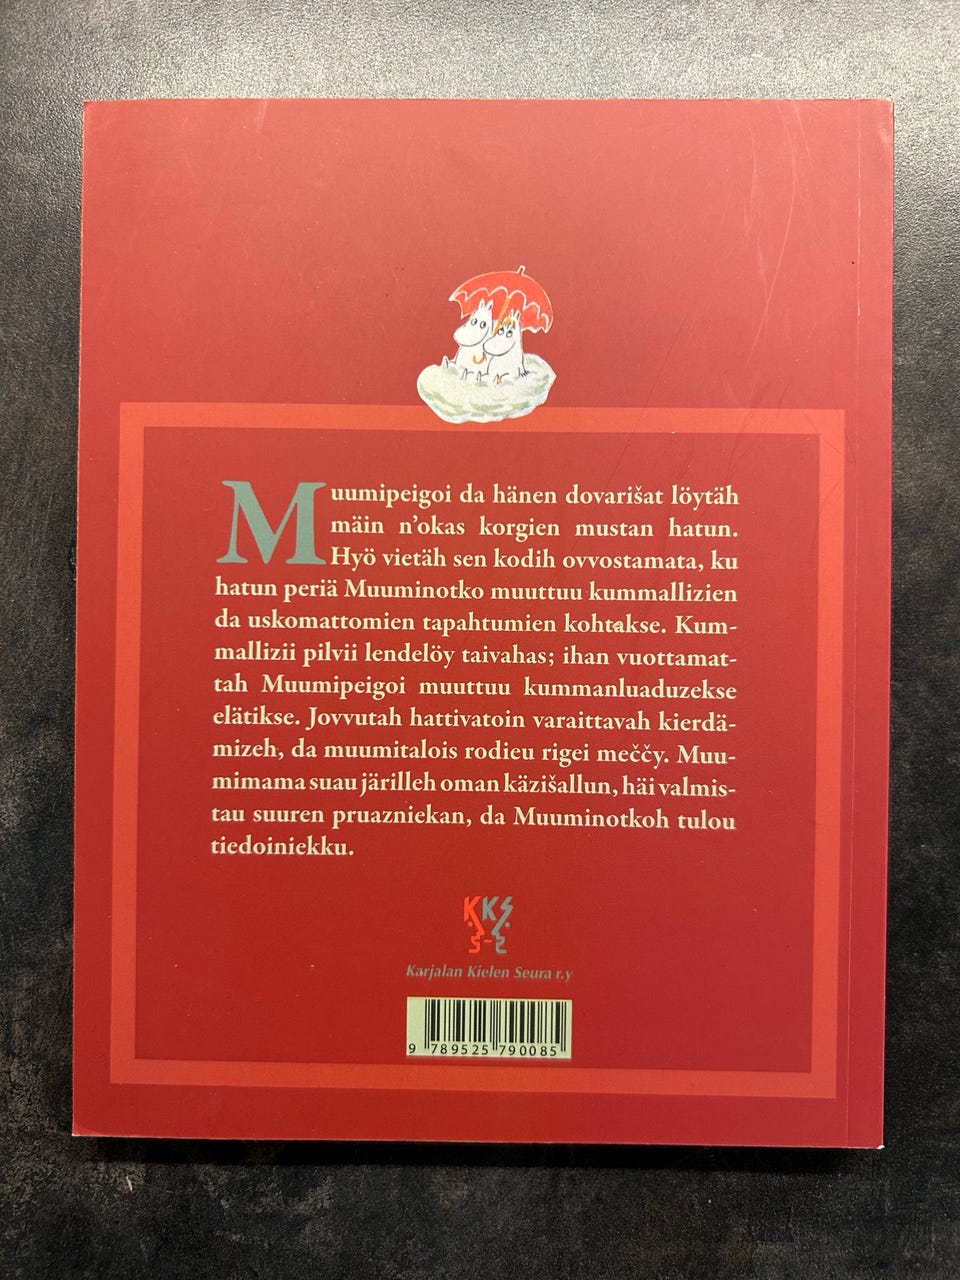 Muumipeigoi da hänen dovarišat löytäh
mäin n’okas korgien mustan hatun.
Hyö vietäh sen kodih ovvostamata, ku
hatun periä Muuminotko muuttuu kummallizien
da uskomattomien tapahtumien kohtakse. Kum-
mallizii pilvii lendelöy taivahas; ihan vuottamat-
tah Muumipeigoi muuttuu kummanluaduzekse
elätikse. Jovvutah hattivatoin varaittavah kierdä-
mizeh, da muumitalois rodieu rigei meččy. Muu-
mimama suau järilleh oman käzišallun, häi valmis-
tau suuren pruazniekan, da Muuminotkoh tulou
tiedoiniekku.
KKS
Karjalan Kielen Seura r.y
9 789525 790085